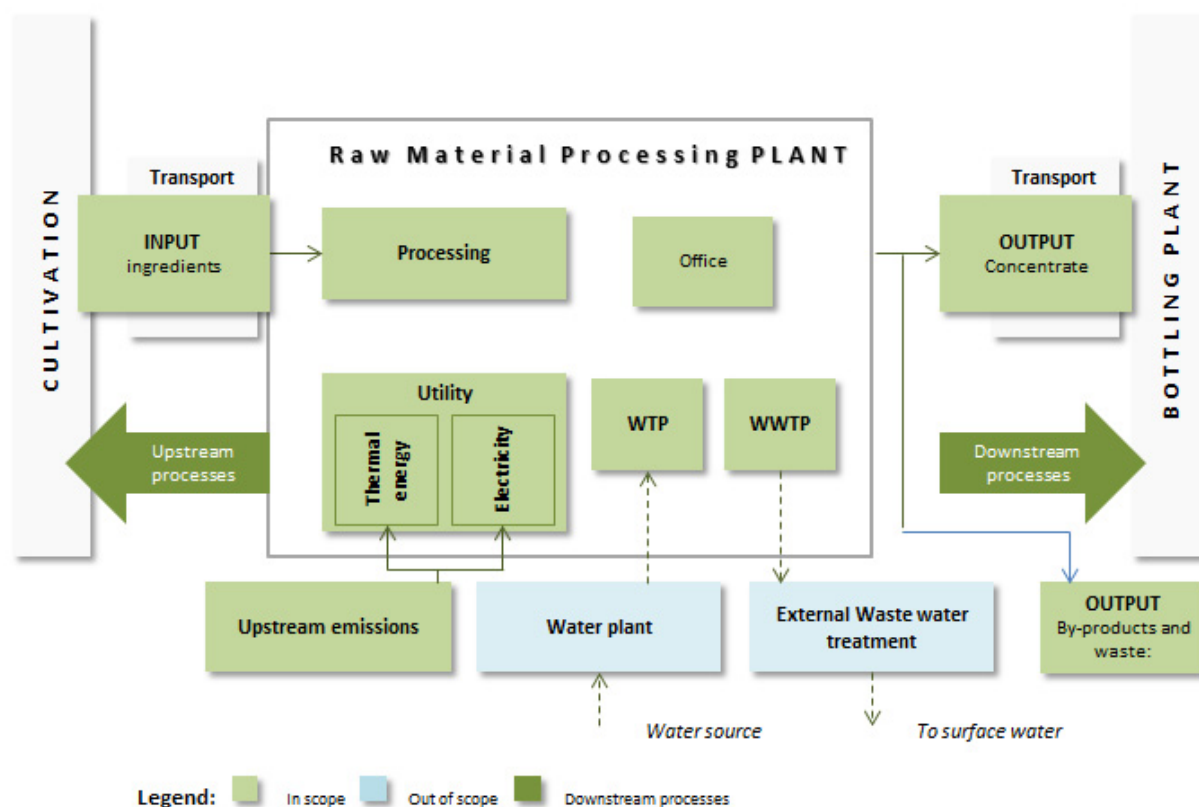 Raw Material Processing PLANT
CULTIVATION
Transport
INPUT
ingredients
Processing
Office
Transport
OUTPUT
Concentrate
BOTTLING PLANT
Upstream
processes
Utility
Thermal
energy
Electricity
WTP
WWTP
Downstream
processes
Upstream emissions
Water plant
External Waste water
treatment
OUTPUT
By-products and
waste:
Water source
To surface water
Legend:
In scope
Out of scope
Downstream processes